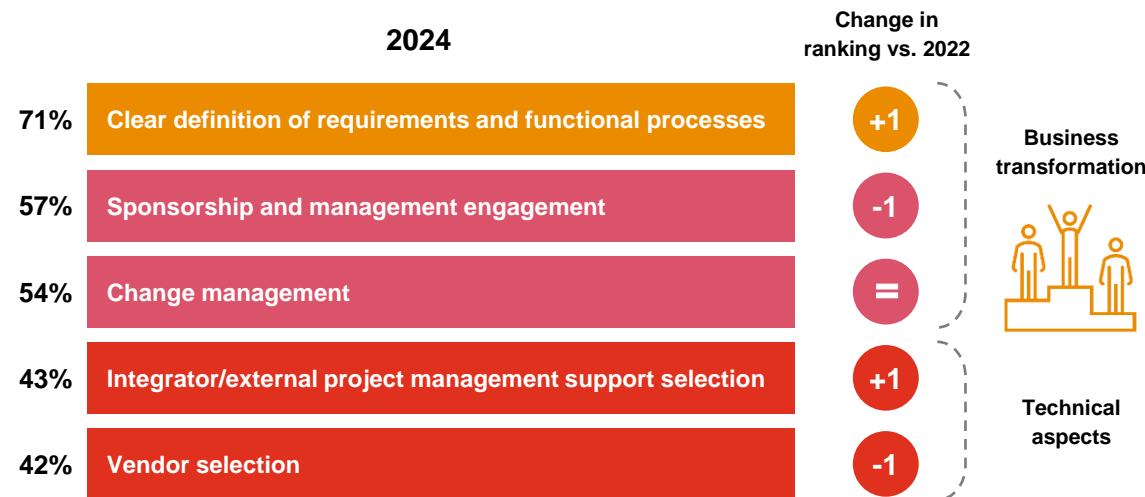 2024
Change in
ranking vs. 2022
71%
Clear definition of requirements and functional processes
+1
57%
Sponsorship and management engagement
-1
54%
Change management
=
Business
transformation
43%
Integrator/external project management support selection
+1
42%
Vendor selection
-1
Technical
aspects